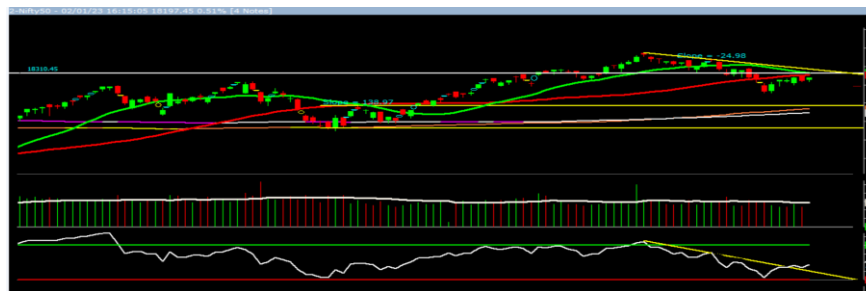 2-Nifty50 - 02/01/23 16:15:05 18197.45 0.51% [4 Notes]
Slope = -24.98
18310.45
Slope = 138.97